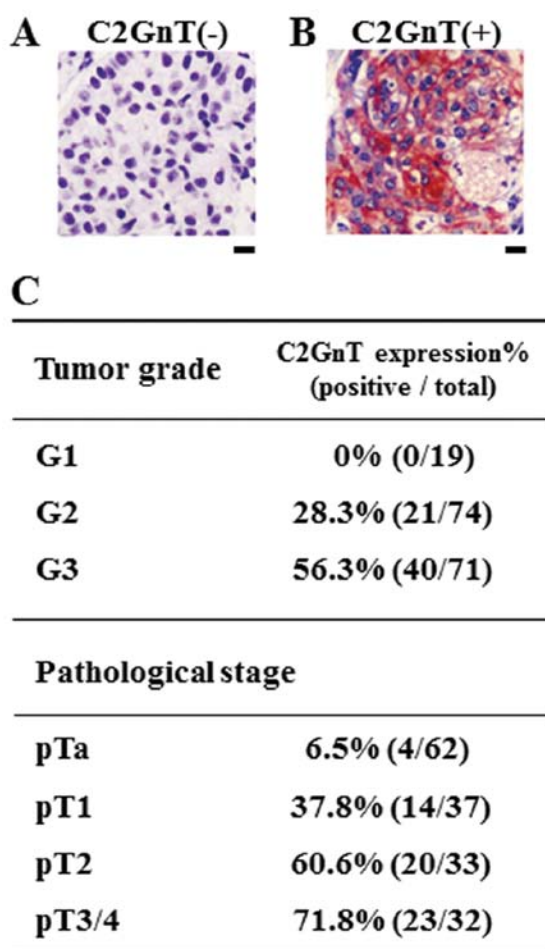 A C2GnT(-) B C2GnT(+)
C
Tumor grade C2GnT expression%
(positive / total)
G1 0% (0/19)
G2 28.3% (21/74)
G3 56.3% (40/71)
Pathological stage
pTa 6.5% (4/62)
pT1 37.8% (14/37)
pT2 60.6% (20/33)
pT3/4 71.8% (23/32)